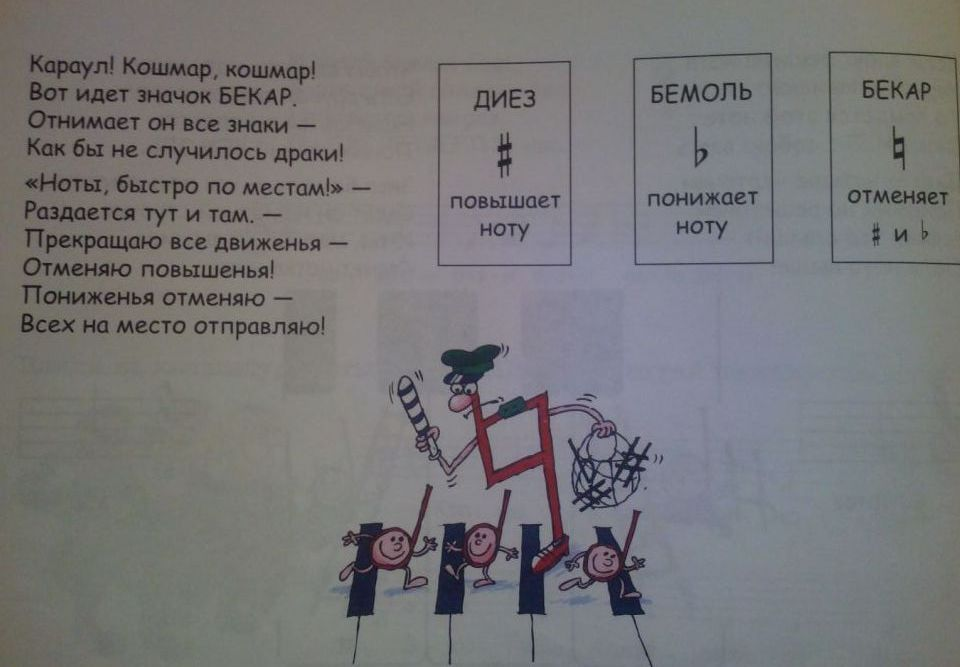 Караул! Кошмар, кошмар!
Вот идет значок БЕКАР.
Отнимает он все знаки —
Как бы не случилось драки!
«Ноты, быстро по местам!» —
Раздается тут и там. —
Прекращаю все движенья —
Отменяю повышенья!
Пониженья отменяю —
Всех на место отправляю!
ДИЕЗ
♯
повышает
ноту
БЕМОЛЬ
♭
понижает
ноту
БЕКАР
♮
отменяет
♯ и ♭